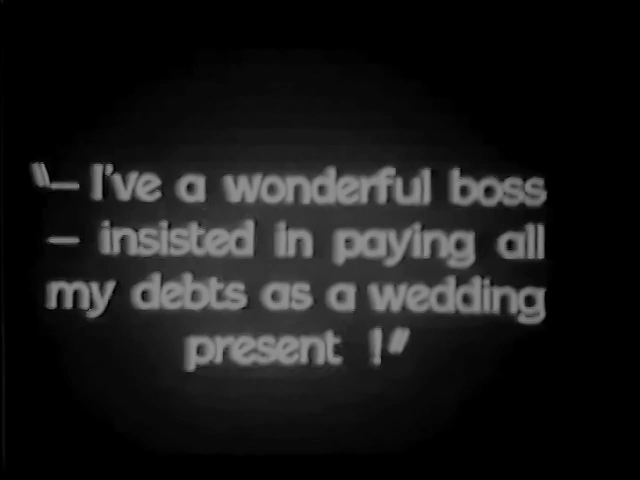 "— I've a wonderful boss
— insisted in paying all
my debts as a wedding
present !"